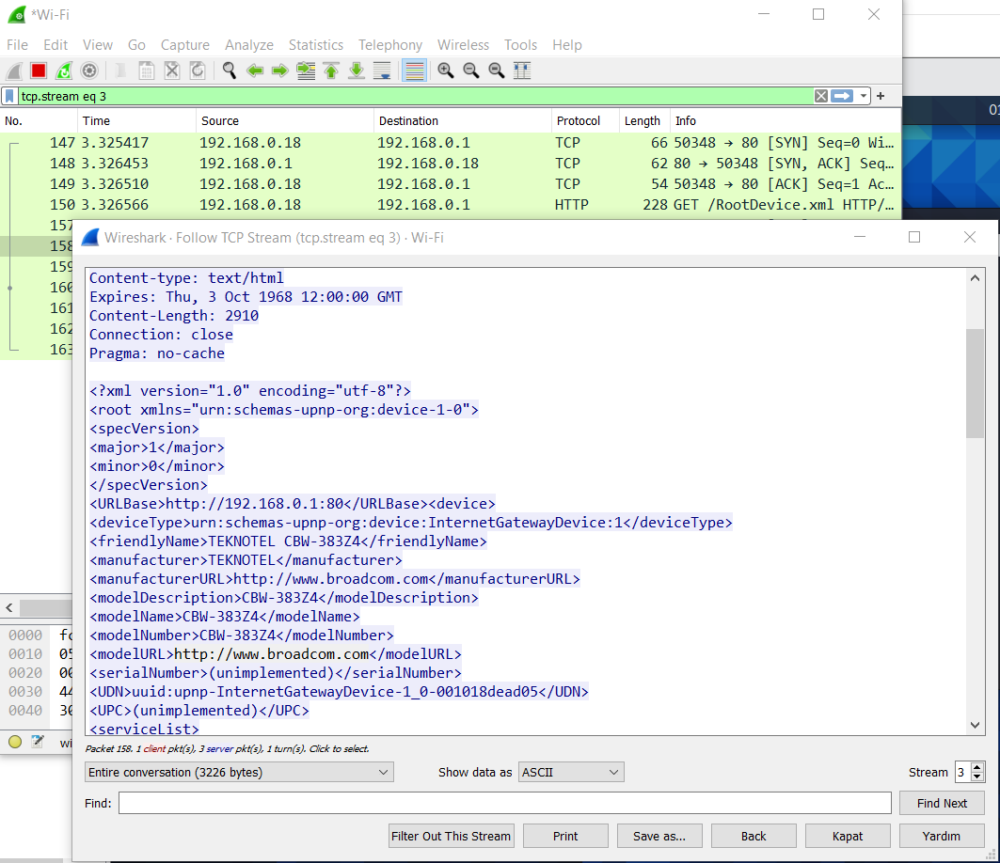 *Wi-Fi
File Edit View Go Capture Analyze Statistics Telephony Wireless Tools Help
tcp.stream eq 3
No. Time Source Destination Protocol Length Info
147 3.325417 192.168.0.18 192.168.0.1 TCP 66 50348 → 80 [SYN] Seq=0 Wi…
148 3.326453 192.168.0.1 192.168.0.18 TCP 62 80 → 50348 [SYN, ACK] Seq…
149 3.326510 192.168.0.18 192.168.0.1 TCP 54 50348 → 80 [ACK] Seq=1 Ac…
150 3.326566 192.168.0.18 192.168.0.1 HTTP 228 GET /RootDevice.xml HTTP/…
157
158
159
160
161
162
163
Wireshark · Follow TCP Stream (tcp.stream eq 3) · Wi-Fi
Content-type: text/html
Expires: Thu, 3 Oct 1968 12:00:00 GMT
Content-Length: 2910
Connection: close
Pragma: no-cache
<?xml version="1.0" encoding="utf-8"?>
<root xmlns="urn:schemas-upnp-org:device-1-0">
<specVersion>
<major>1</major>
<minor>0</minor>
</specVersion>
<URLBase>http://192.168.0.1:80</URLBase><device>
<deviceType>urn:schemas-upnp-org:device:InternetGatewayDevice:1</deviceType>
<friendlyName>TEKNOTEL CBW-383Z4</friendlyName>
<manufacturer>TEKNOTEL</manufacturer>
<manufacturerURL>http://www.broadcom.com</manufacturerURL>
<modelDescription>CBW-383Z4</modelDescription>
<modelName>CBW-383Z4</modelName>
<modelNumber>CBW-383Z4</modelNumber>
<modelURL>http://www.broadcom.com</modelURL>
<serialNumber>(unimplemented)</serialNumber>
<UDN>uuid:upnp-InternetGatewayDevice-1_0-001018dead05</UDN>
<UPC>(unimplemented)</UPC>
<serviceList>
0000 fc
0010 05
0020 00
0030 44
0040 30
wi
Packet 158. 1 client pkt(s), 3 server pkt(s), 1 turn(s). Click to select.
Entire conversation (3226 bytes) Show data as ASCII Stream 3
Find: Find Next
Filter Out This Stream Print Save as... Back Kapat Yardım